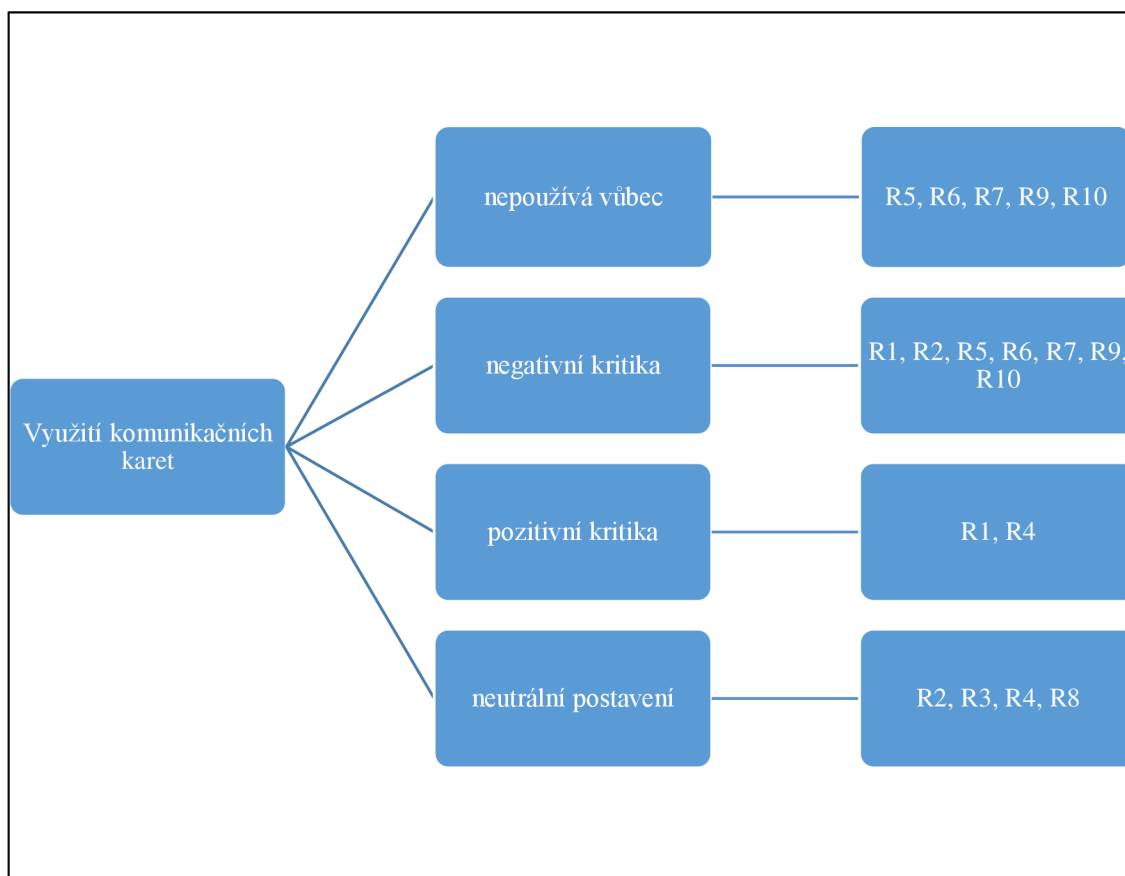 Využití komunikačních
karet
nepoužívá vůbec
R5, R6, R7, R9, R10
negativní kritika
R1, R2, R5, R6, R7, R9,
R10
pozitivní kritika
R1, R4
neutrální postavení
R2, R3, R4, R8